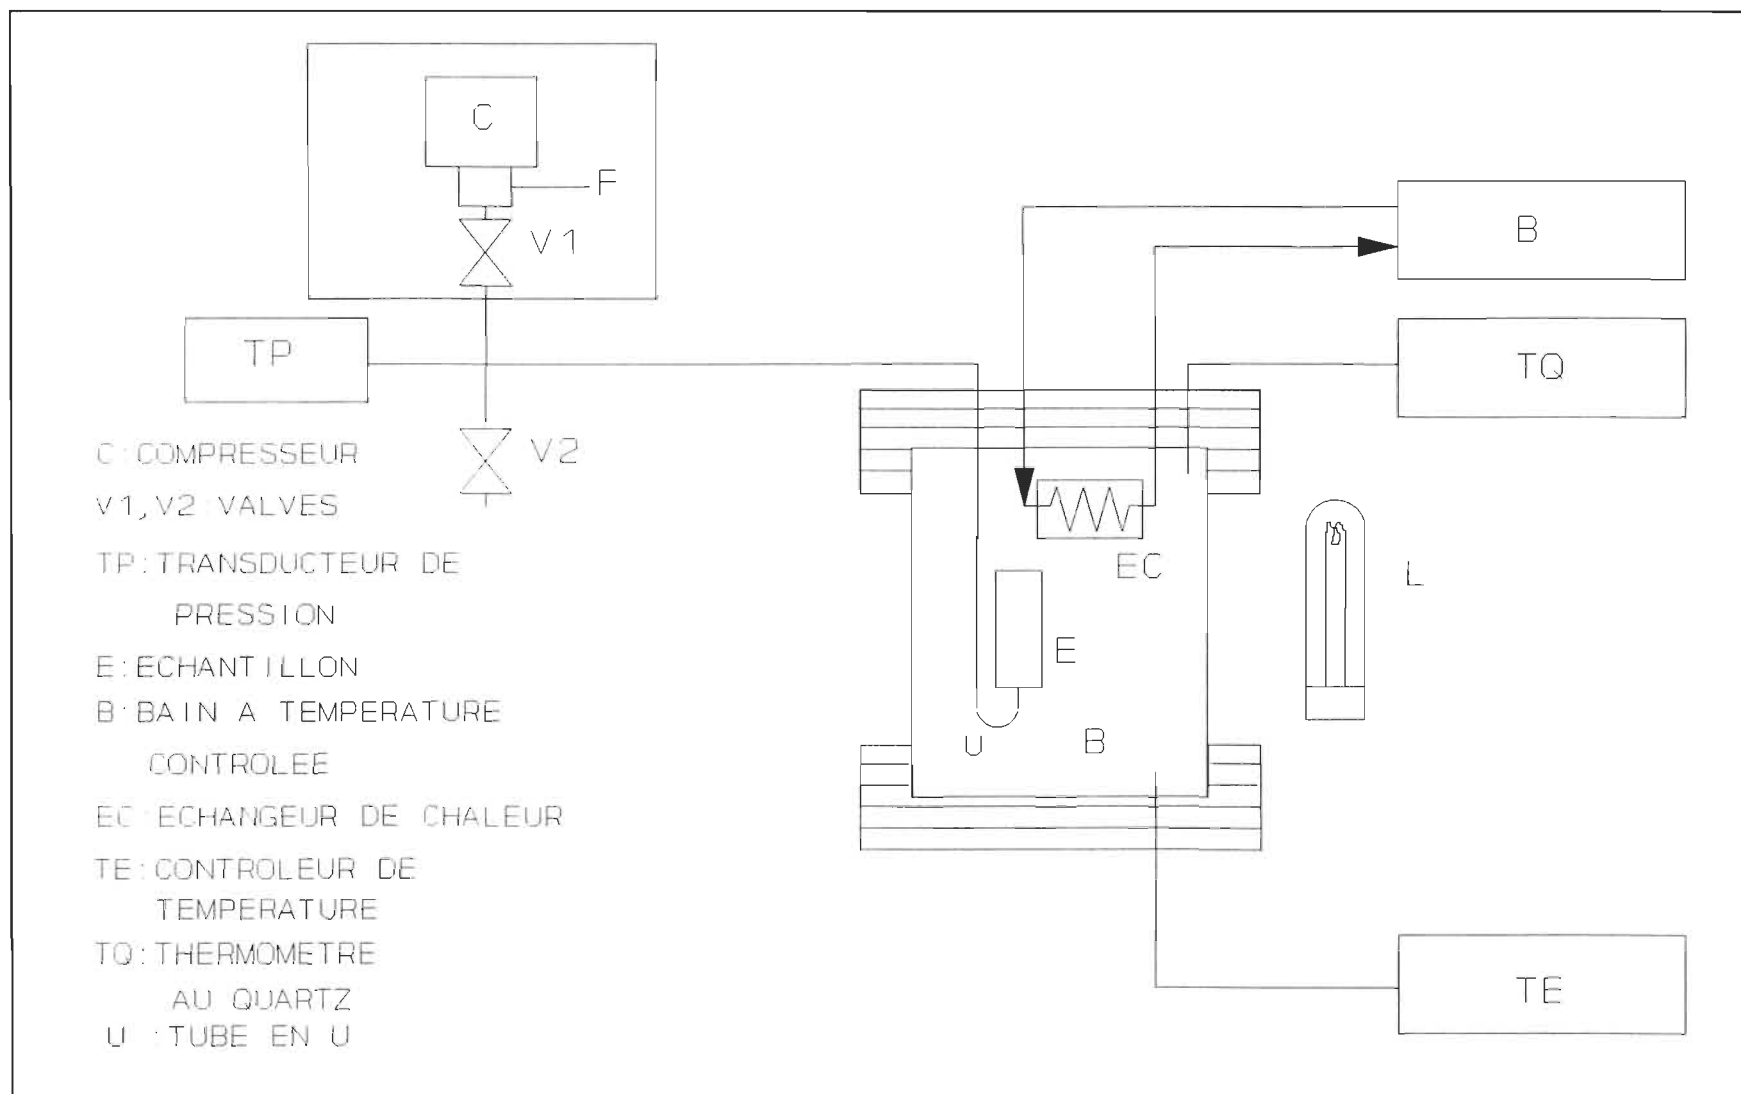 C
F
V1
B
TP
TQ
V2
C:COMPRESSEUR
V1,V2:VALVES
TP:TRANSDUCTEUR DE
PRESSION
E:ECHANTILLON
B:BAIN A TEMPERATURE
CONTROLEE
EC:ECHANGEUR DE CHALEUR
TE:CONTROLEUR DE
TEMPERATURE
TQ:THERMOMETRE
AU QUARTZ
U :TUBE EN U
EC
L
E
U
B
TE